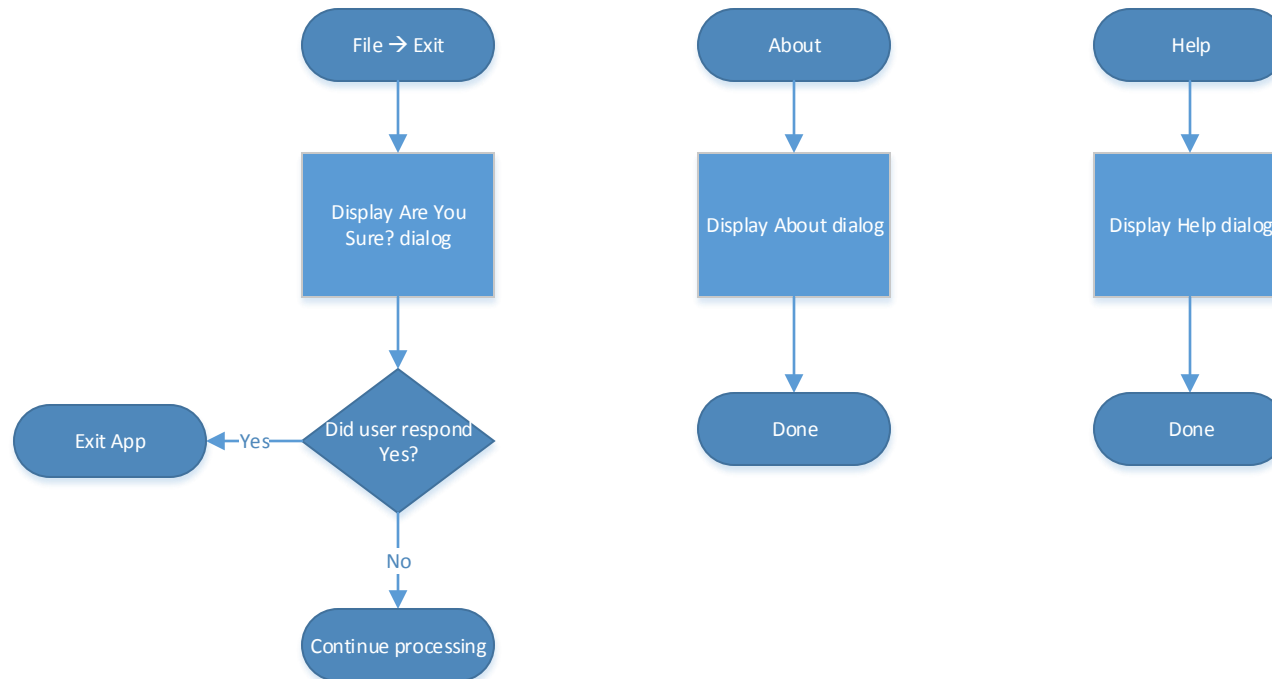 File → Exit
About
Help
Display Are You
Sure? dialog
Display About dialog
Display Help dialog
Did user respond
Yes?
Yes
Exit App
Done
Done
No
Continue processing